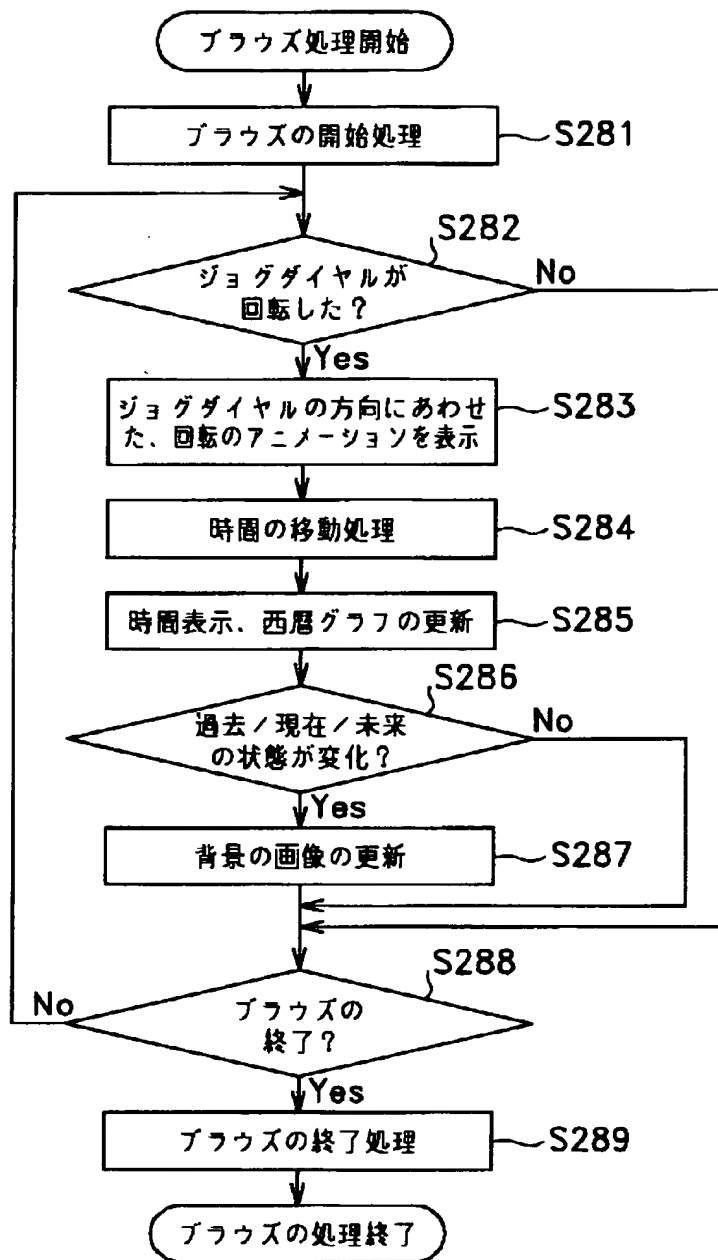 ブラウズ処理開始
ブラウズの開始処理
S281
S282
ジョグダイヤルが
回転した？
No
Yes
ジョグダイヤルの方向にあわせ
た、回転のアニメーションを表示
S283
時間の移動処理
S284
時間表示、西暦グラフの更新
S285
S286
過去／現在／未来
の状態が変化？
No
Yes
背景の画像の更新
S287
S288
No
ブラウズの
終了？
Yes
ブラウズの終了処理
S289
ブラウズの処理終了